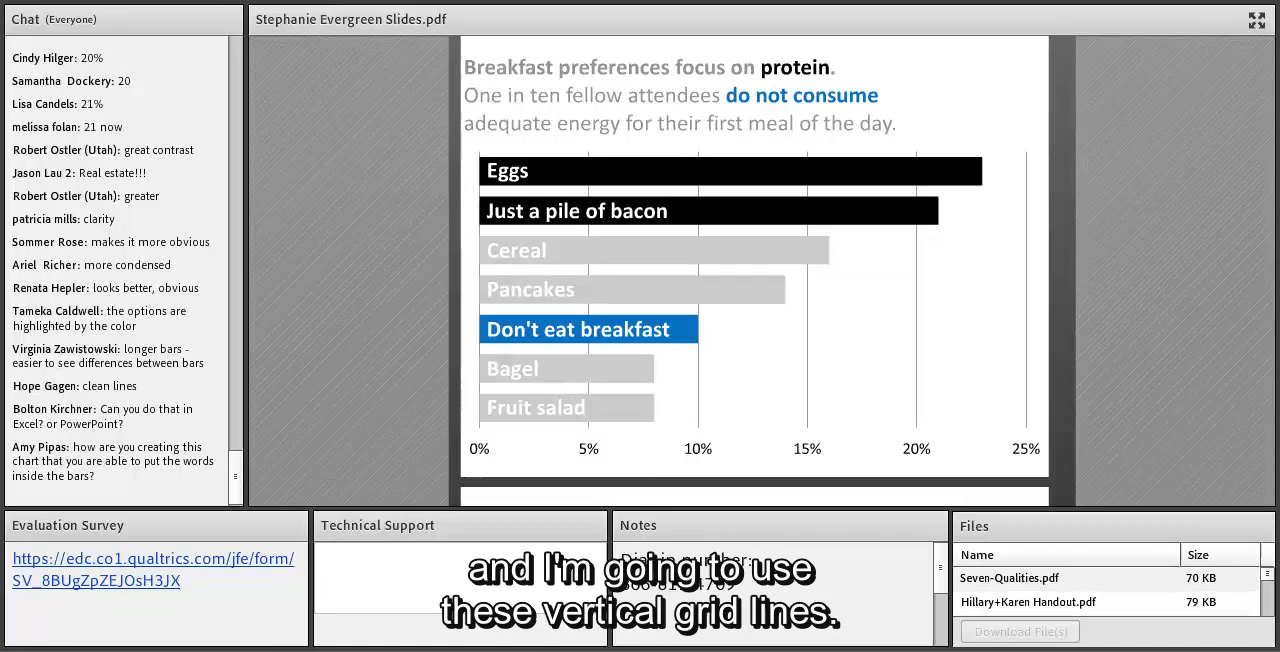 Chat (Everyone)
Cindy Hilger: 20%
Samantha Dockery: 20
Lisa Candels: 21%
melissa folan: 21 now
Robert Ostler (Utah): great contrast
Jason Lau 2: Real estate!!!
Robert Ostler (Utah): greater
patricia mills: clarity
Sommer Rose: makes it more obvious
Ariel Richer: more condensed
Renata Hepler: looks better, obvious
Tameka Caldwell: the options are
highlighted by the color
Virginia Zawistowski: longer bars -
easier to see differences between bars
Hope Gagen: clean lines
Bolton Kirchner: Can you do that in
Excel? or PowerPoint?
Amy Pipas: how are you creating this
chart that you are able to put the words
inside the bars?
Stephanie Evergreen Slides.pdf
Breakfast preferences focus on protein.
One in ten fellow attendees do not consume
adequate energy for their first meal of the day.
Eggs
Just a pile of bacon
Cereal
Pancakes
Don't eat breakfast
Bagel
Fruit salad
0% 5% 10% 15% 20% 25%
Evaluation Survey
https://edc.co1.qualtrics.com/jfe/form/
SV_8BUgZpZEJOsH3JX
Technical Support
Notes
Files
Name Size
Seven-Qualities.pdf 70 KB
Hillary+Karen Handout.pdf 79 KB
Download File(s)
and I'm going to use
these vertical grid lines.